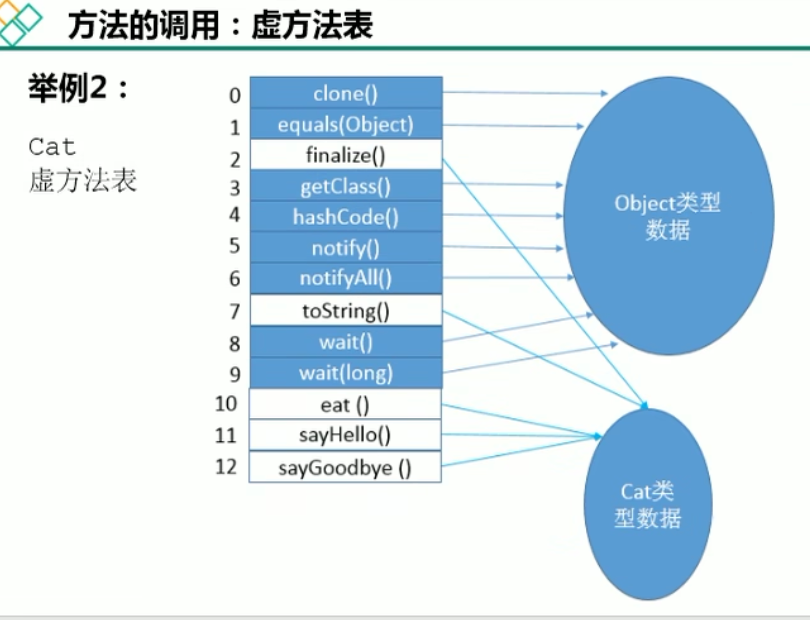 方法的调用：虚方法表
举例2：
Cat
虚方法表
0 clone()
1 equals(Object)
2 finalize()
3 getClass()
4 hashCode()
5 notify()
6 notifyAll()
7 toString()
8 wait()
9 wait(long)
10 eat ()
11 sayHello()
12 sayGoodbye ()
Object类型
数据
Cat类
型数据